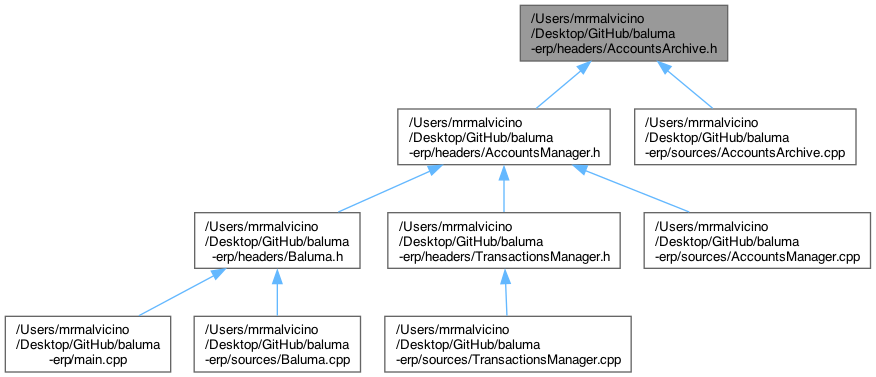 /Users/mrmalvicino
/Desktop/GitHub/baluma
-erp/headers/AccountsArchive.h
/Users/mrmalvicino
/Desktop/GitHub/baluma
-erp/headers/AccountsManager.h
/Users/mrmalvicino
/Desktop/GitHub/baluma
-erp/sources/AccountsArchive.cpp
/Users/mrmalvicino
/Desktop/GitHub/baluma
-erp/headers/Baluma.h
/Users/mrmalvicino
/Desktop/GitHub/baluma
-erp/headers/TransactionsManager.h
/Users/mrmalvicino
/Desktop/GitHub/baluma
-erp/sources/AccountsManager.cpp
/Users/mrmalvicino
/Desktop/GitHub/baluma
-erp/main.cpp
/Users/mrmalvicino
/Desktop/GitHub/baluma
-erp/sources/Baluma.cpp
/Users/mrmalvicino
/Desktop/GitHub/baluma
-erp/sources/TransactionsManager.cpp